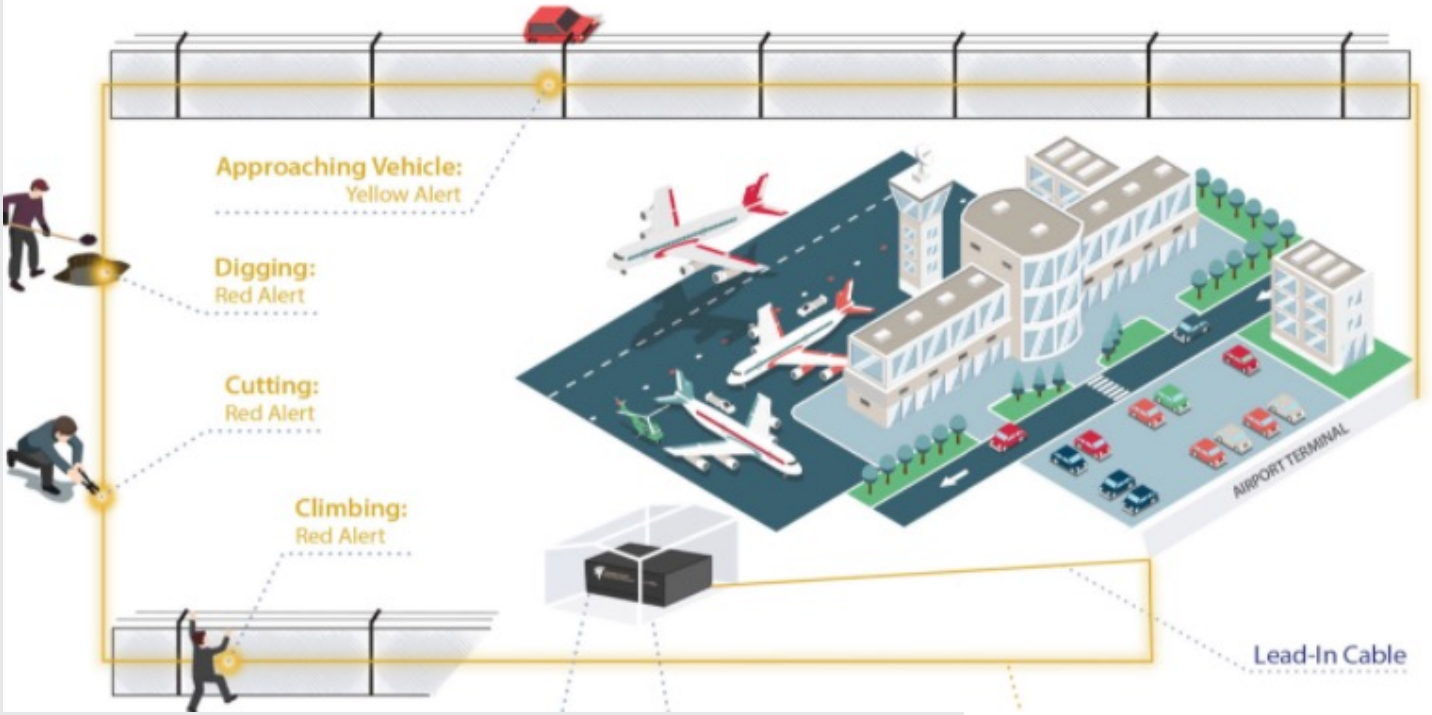 Approaching Vehicle:
Yellow Alert
Digging:
Red Alert
Cutting:
Red Alert
Climbing:
Red Alert
AIRPORT TERMINAL
Lead-In Cable